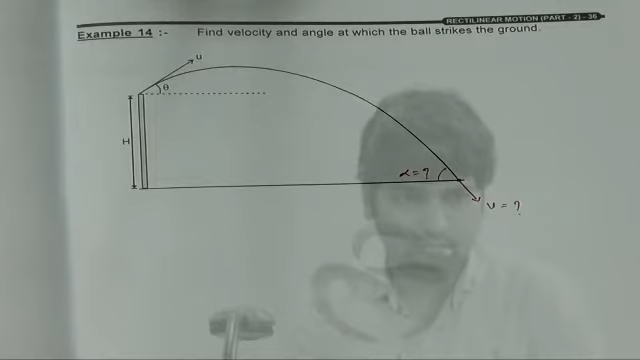 RECTILINEAR MOTION (PART - 2) - 36
Example 14 :- Find velocity and angle at which the ball strikes the ground.
u
θ
H
α = ?
v = ?